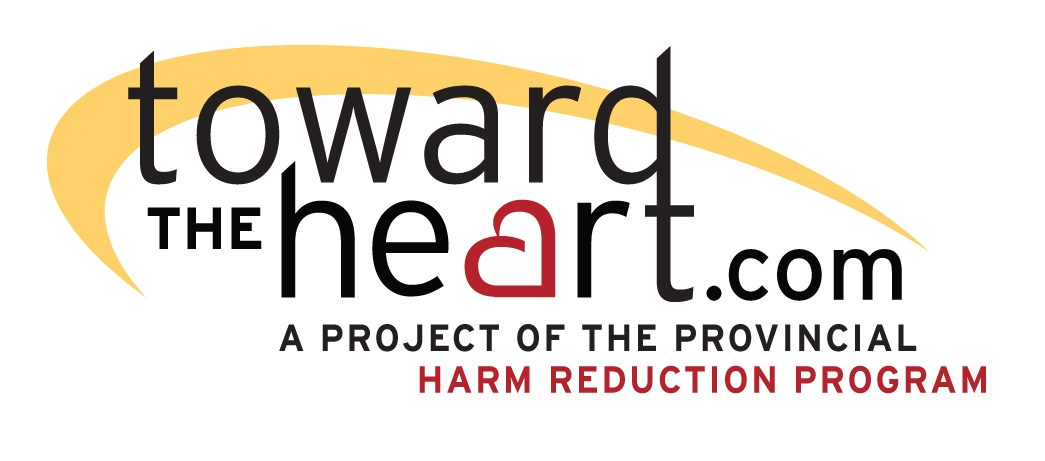 toward
THE heart.com
A PROJECT OF THE PROVINCIAL
HARM REDUCTION PROGRAM